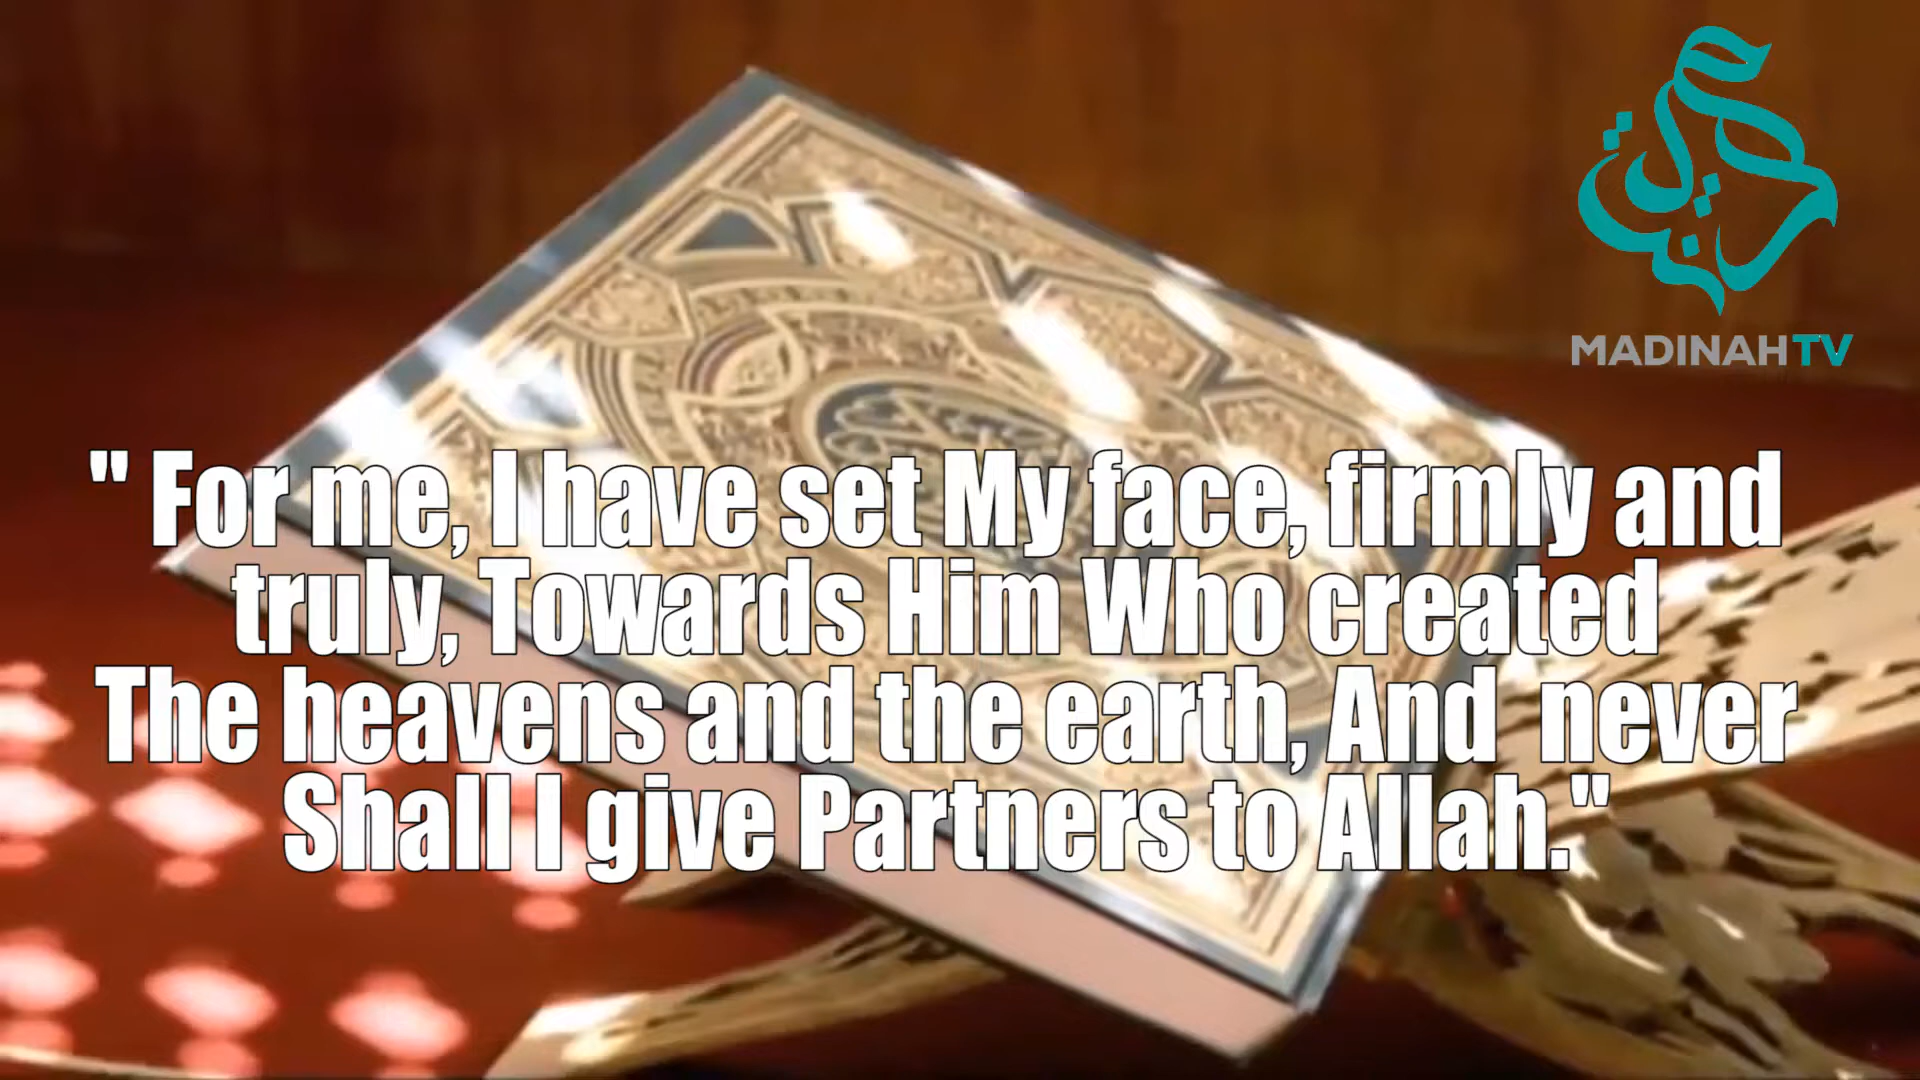 MADINAHTV
" For me, I have set My face, firmly and
truly, Towards Him Who created
The heavens and the earth, And  never
Shall I give Partners to Allah."